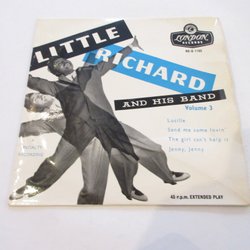 LONDON
RECORDS
LITTLE
RICHARD
AND HIS BAND
Volume 3
Lucille
Send me some lovin'
The girl can't help it
Jenny, Jenny
45 r.p.m. EXTENDED PLAY